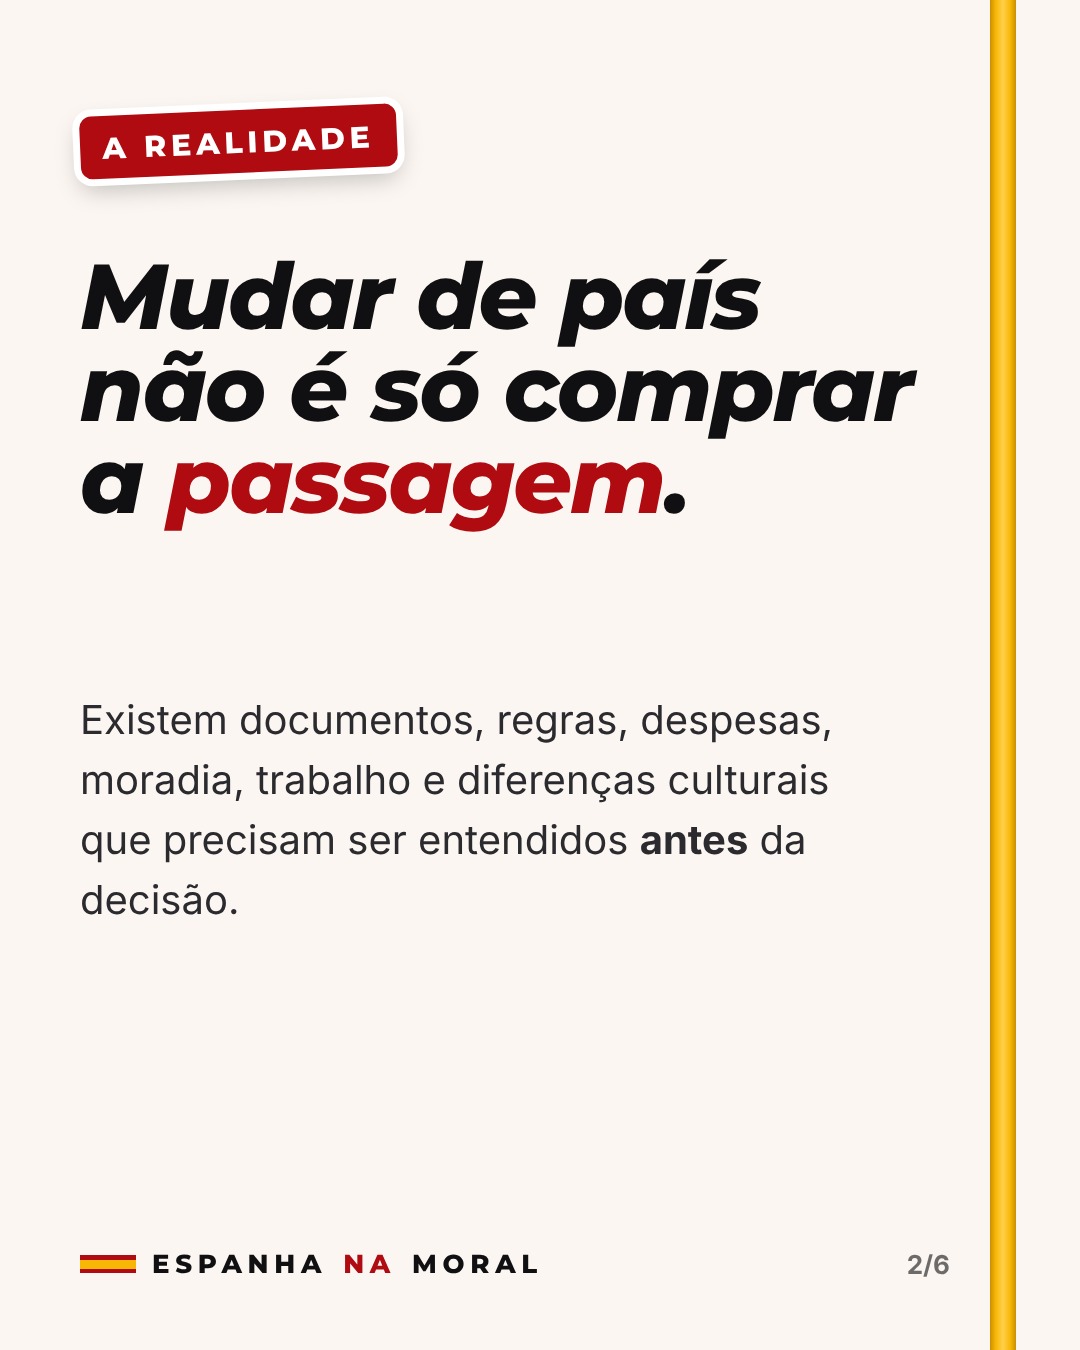 A REALIDADE
Mudar de país
não é só comprar
a passagem.
Existem documentos, regras, despesas,
moradia, trabalho e diferenças culturais
que precisam ser entendidos antes da
decisão.
ESPANHA NA MORAL
2/6